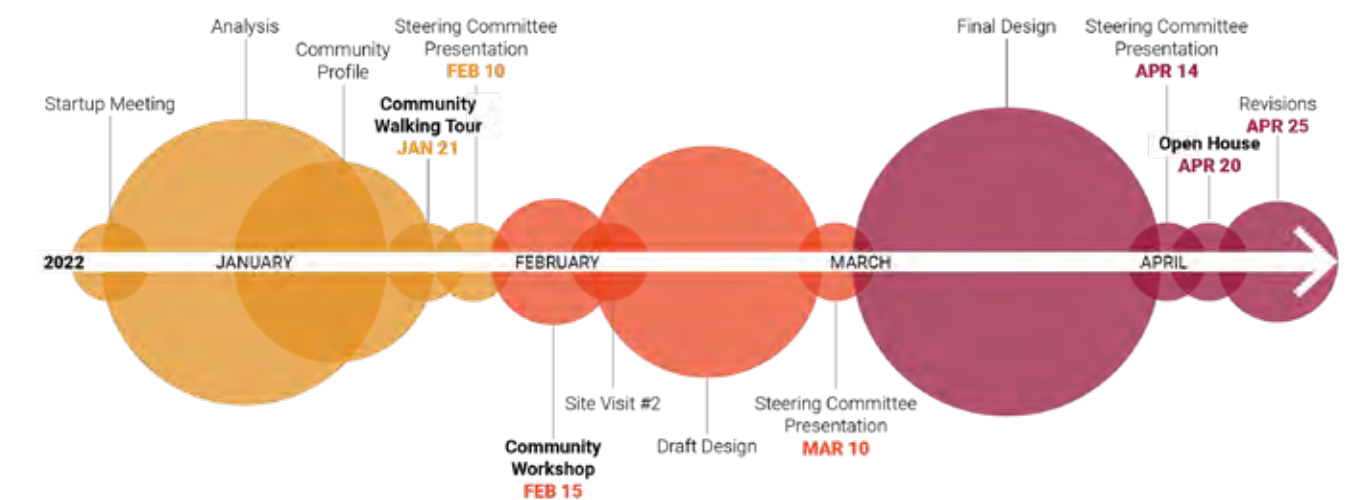 Startup Meeting
Analysis
Community
Profile
Steering Committee
Presentation
FEB 10
Community
Walking Tour
JAN 21
Final Design
Steering Committee
Presentation
APR 14
Open House
APR 20
Revisions
APR 25
2022
JANUARY
FEBRUARY
MARCH
APRIL
Community
Workshop
FEB 15
Site Visit #2
Draft Design
Steering Committee
Presentation
MAR 10